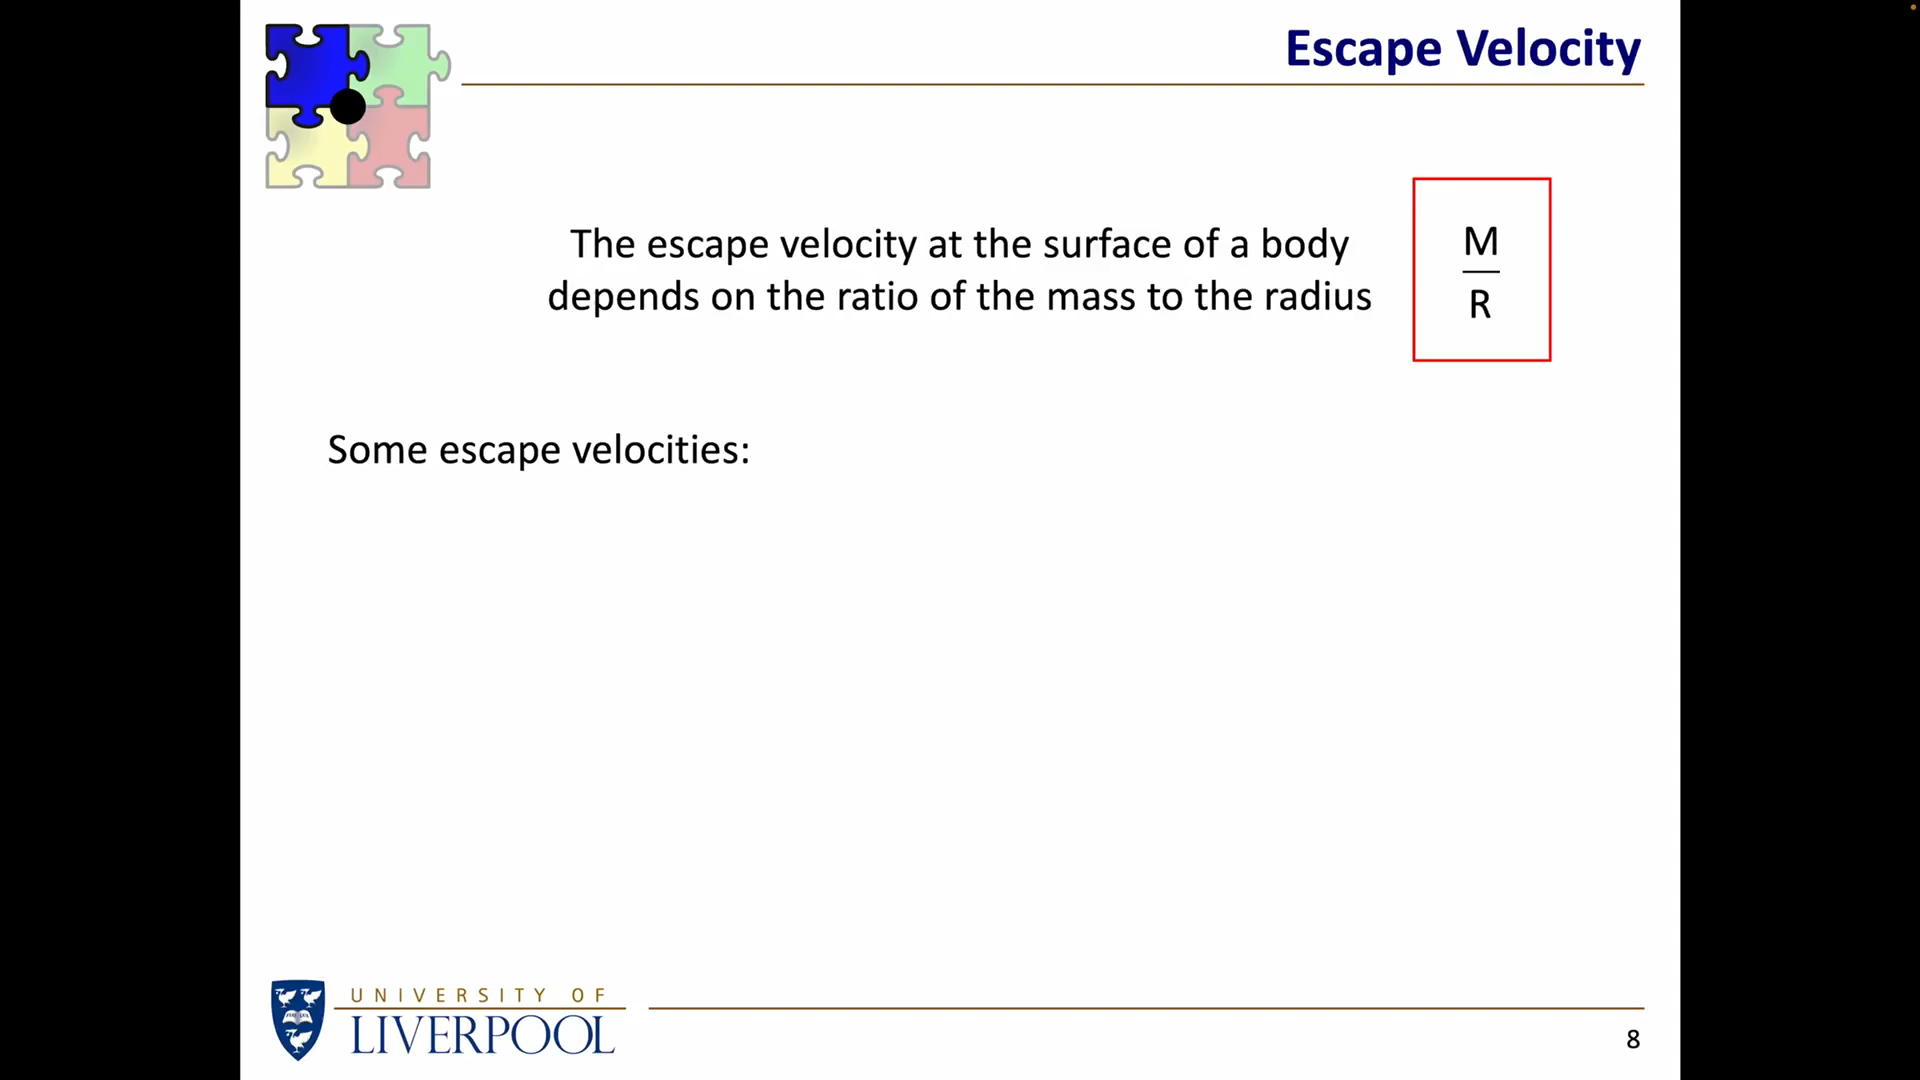 Escape Velocity
The escape velocity at the surface of a body
depends on the ratio of the mass to the radius
M
R
Some escape velocities:
UNIVERSITY OF
LIVERPOOL
8